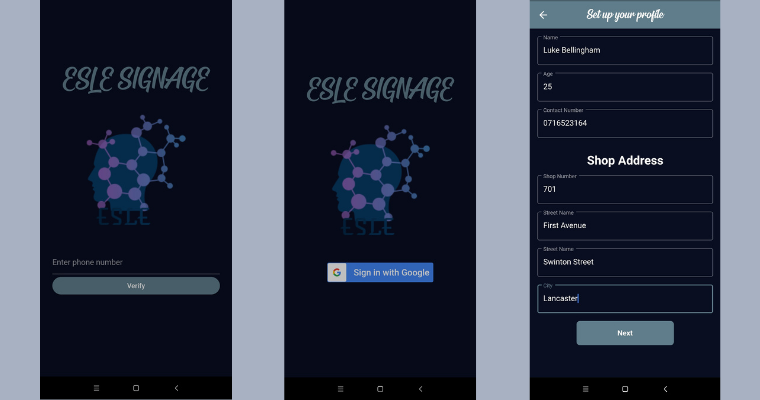 ESLE SIGNAGE
ESLE
Enter phone number
Verify
ESLE SIGNAGE
ESLE
Sign in with Google
Set up your profile
Name
Luke Bellingham
Age
25
Contact Number
0716523164
Shop Address
Shop Number
701
Street Name
First Avenue
Street Name
Swinton Street
City
Lancaster
Next